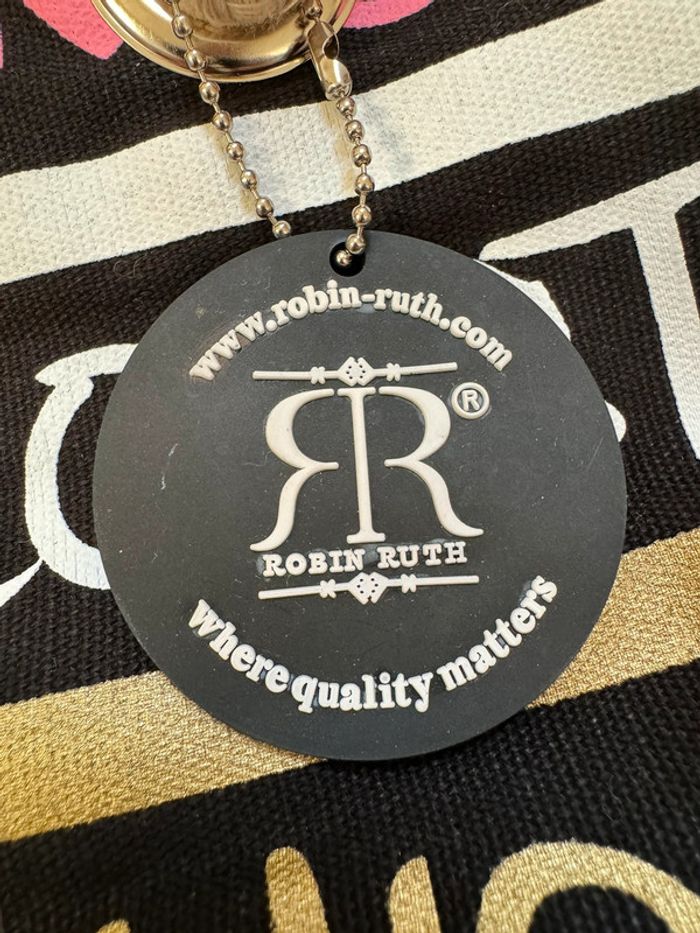 www.robin-ruth.com
RR®
ROBIN RUTH
Where quality matters